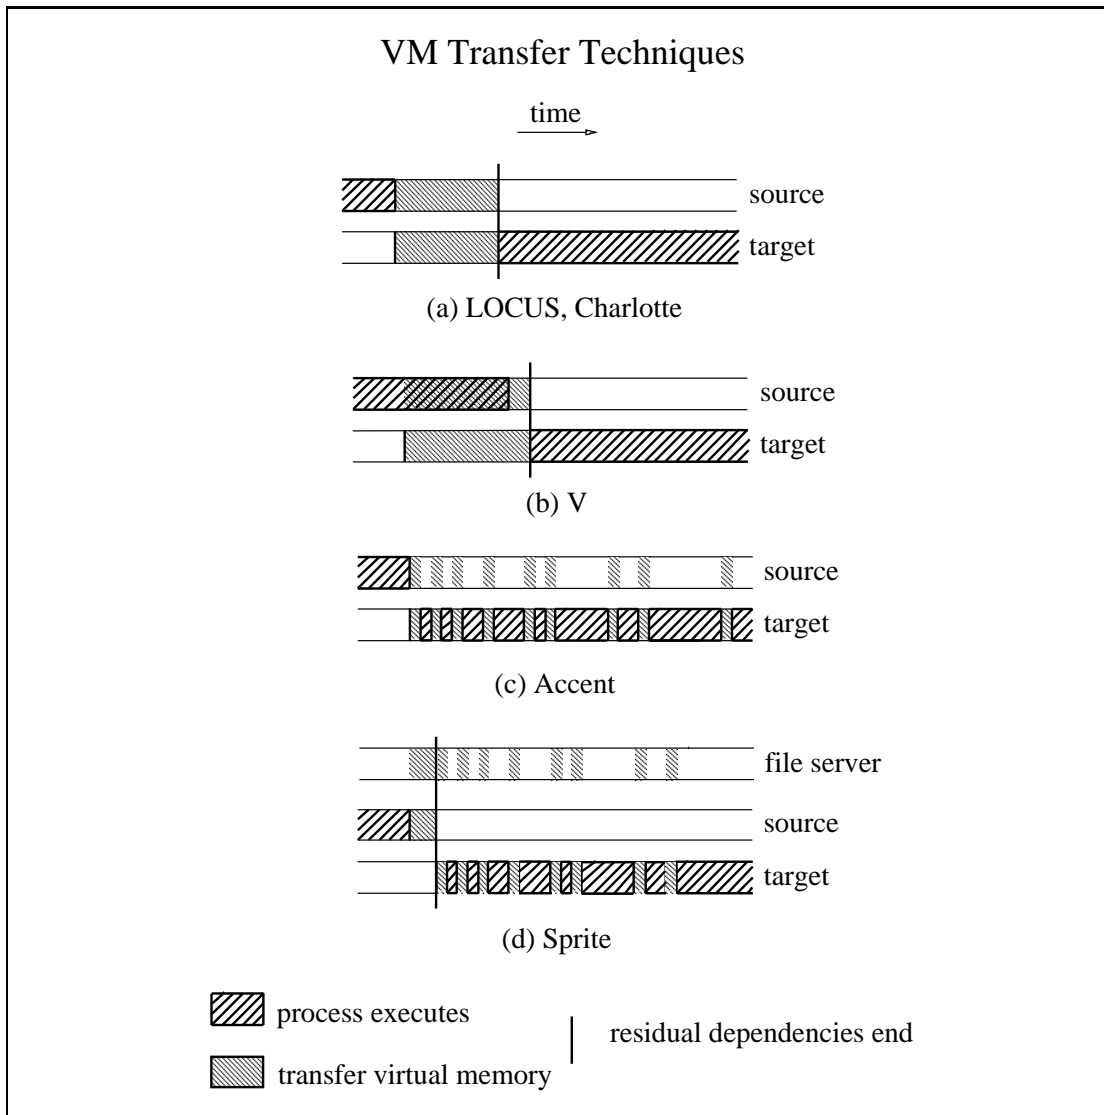 VM Transfer Techniques
time
source
target
(a) LOCUS, Charlotte
source
target
(b) V
source
target
(c) Accent
file server
source
target
(d) Sprite
process executes
residual dependencies end
transfer virtual memory